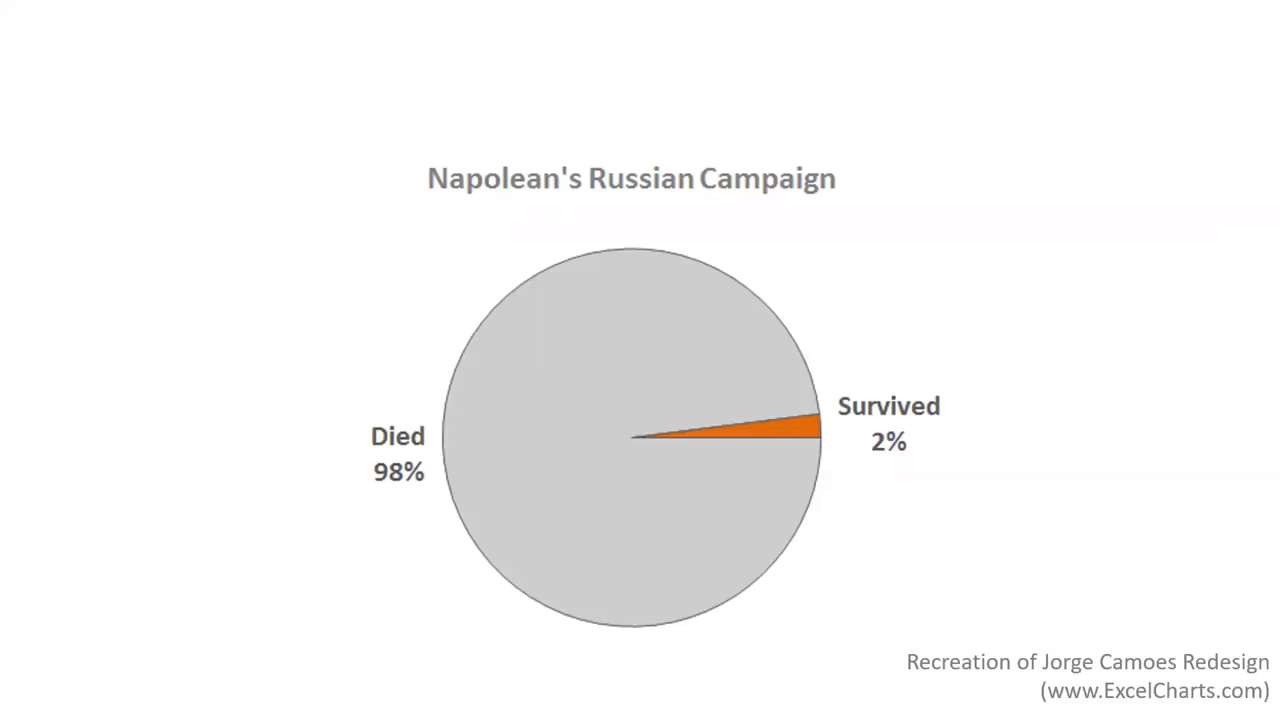 Napolean's Russian Campaign
Survived
2%
Died
98%
Recreation of Jorge Camoes Redesign
(www.ExcelCharts.com)